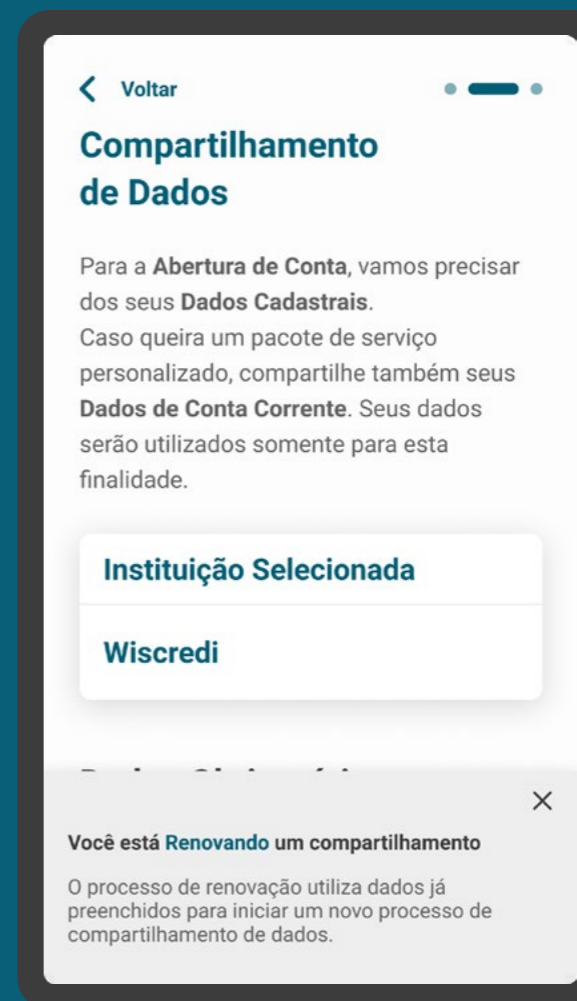 Voltar
Compartilhamento
de Dados
Para a Abertura de Conta, vamos precisar
dos seus Dados Cadastrais.
Caso queira um pacote de serviço
personalizado, compartilhe também seus
Dados de Conta Corrente. Seus dados
serão utilizados somente para esta
finalidade.
Instituição Selecionada
Wiscredi
Você está Renovando um compartilhamento
O processo de renovação utiliza dados já
preenchidos para iniciar um novo processo de
compartilhamento de dados.